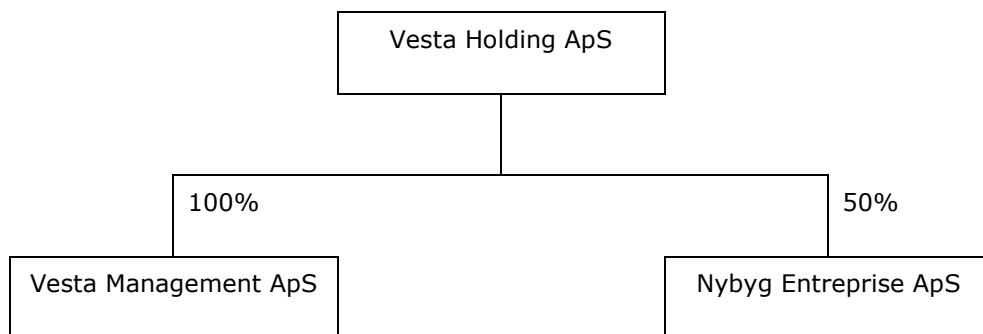 Vesta Holding ApS
100%
50%
Vesta Management ApS
Nybyg Entreprise ApS